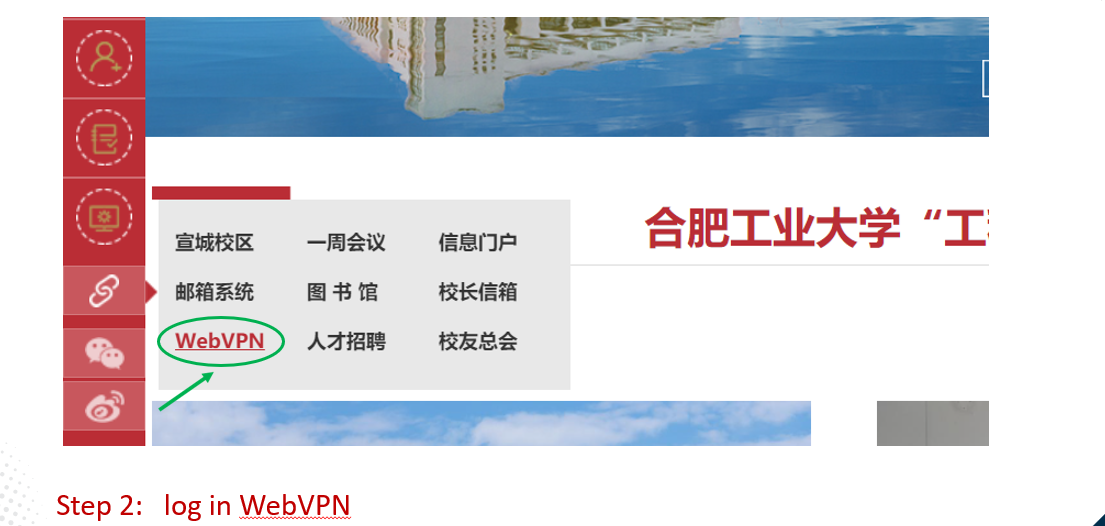 合肥工业大学“工
宣城校区 一周会议 信息门户
邮箱系统 图书馆 校长信箱
WebVPN 人才招聘 校友总会
Step 2: log in WebVPN